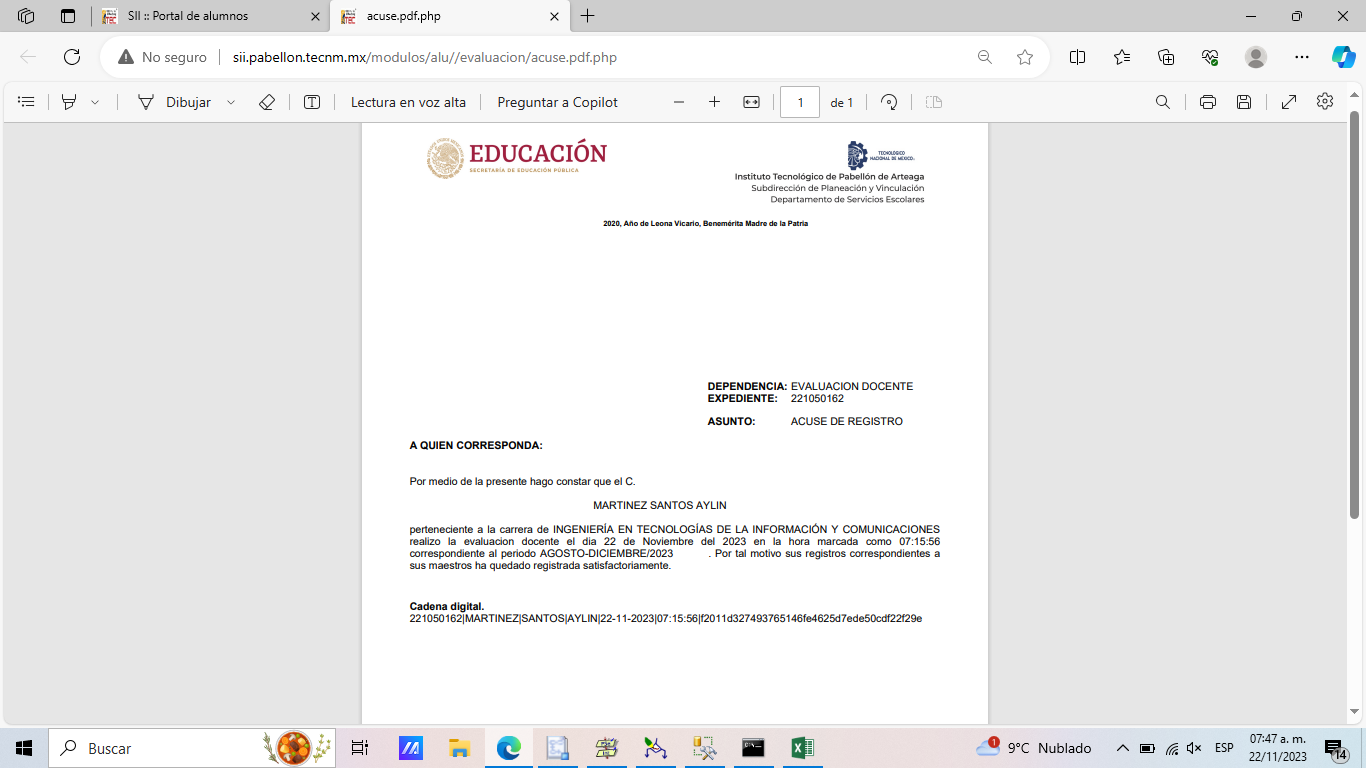 SII :: Portal de alumnos
acuse.pdf.php
No seguro
sii.pabellon.tecnm.mx/modulos/alu//evaluacion/acuse.pdf.php
Dibujar
Lectura en voz alta
Preguntar a Copilot
1
de 1
EDUCACIÓN
SECRETARÍA DE EDUCACIÓN PÚBLICA
TECNOLÓGICO
NACIONAL DE MÉXICO
Instituto Tecnológico de Pabellón de Arteaga
Subdirección de Planeación y Vinculación
Departamento de Servicios Escolares
2020, Año de Leona Vicario, Benemérita Madre de la Patria
DEPENDENCIA: EVALUACION DOCENTE
EXPEDIENTE: 221050162
ASUNTO: ACUSE DE REGISTRO
A QUIEN CORRESPONDA:
Por medio de la presente hago constar que el C.
MARTINEZ SANTOS AYLIN
perteneciente a la carrera de INGENIERÍA EN TECNOLOGÍAS DE LA INFORMACIÓN Y COMUNICACIONES
realizo la evaluacion docente el dia 22 de Noviembre del 2023 en la hora marcada como 07:15:56
correspondiente al periodo AGOSTO-DICIEMBRE/2023 . Por tal motivo sus registros correspondientes a
sus maestros ha quedado registrada satisfactoriamente.
Cadena digital.
221050162|MARTINEZ|SANTOS|AYLIN|22-11-2023|07:15:56|f2011d327493765146fe4625d7ede50cdf22f29e
Buscar
1
9°C Nublado
ESP
07:47 a. m.
22/11/2023
14